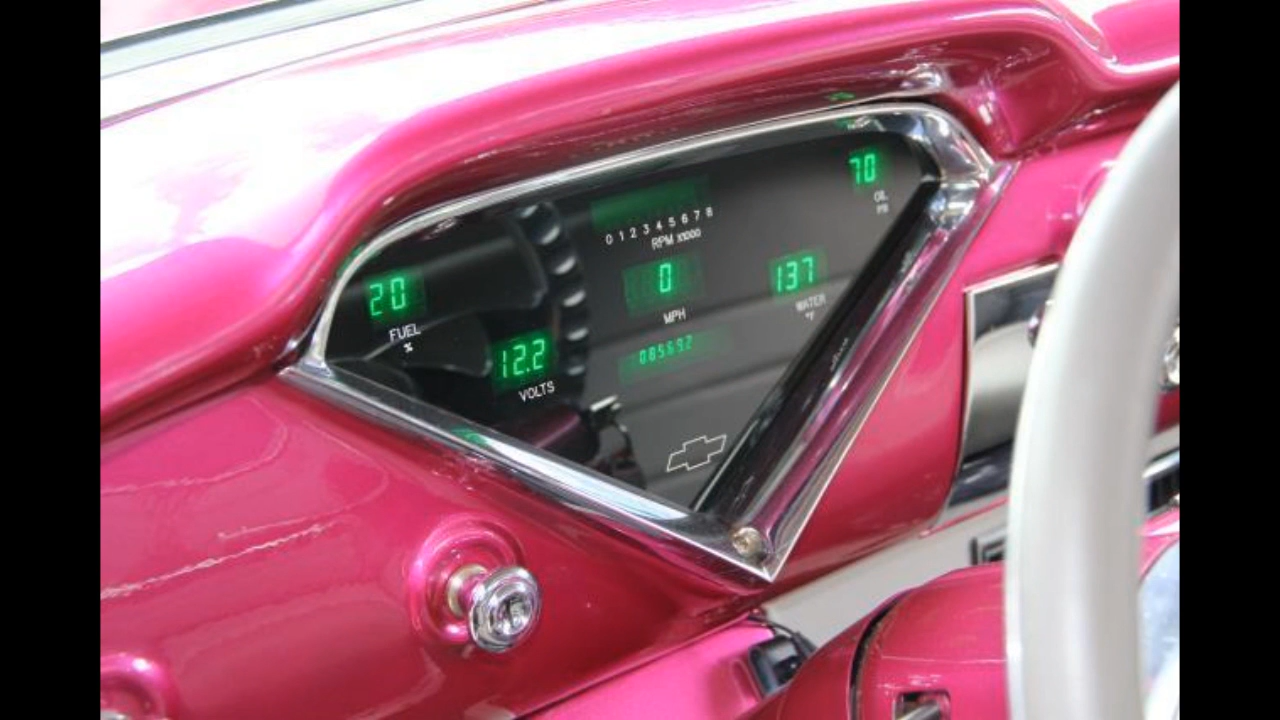 70
OIL
PSI
0 1 2 3 4 5 6 7 8
RPM X1000
20
FUEL
%
0
MPH
137
WATER
°F
12.2
VOLTS
085692